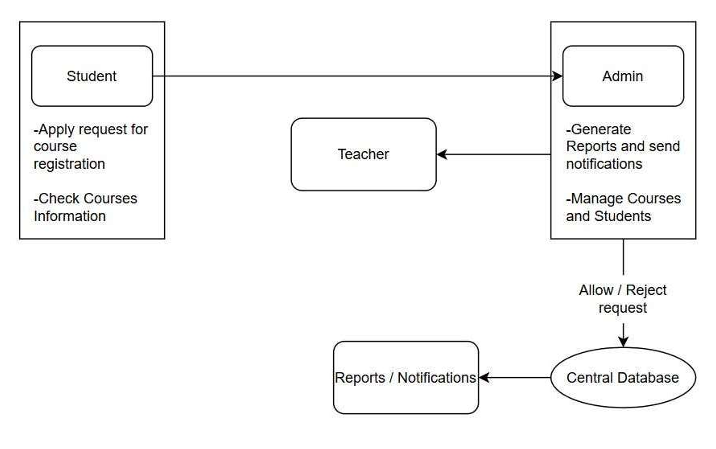 Student
Admin
-Apply request for
course
registration
-Check Courses
Information
Teacher
-Generate
Reports and send
notifications
-Manage Courses
and Students
Allow / Reject
request
Reports / Notifications
Central Database